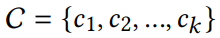 𝒞 = {c₁, c₂, ..., cₖ}